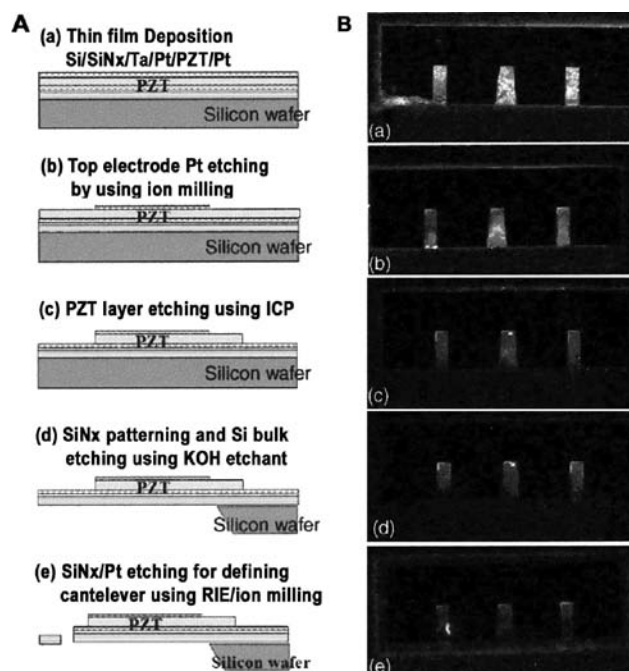 A
(a) Thin film Deposition
Si/SiNx/Ta/Pt/PZT/Pt
PZT
Silicon wafer
(b) Top electrode Pt etching
by using ion milling
PZT
Silicon wafer
(c) PZT layer etching using ICP
PZT
Silicon wafer
(d) SiNx patterning and Si bulk
etching using KOH etchant
PZT
Silicon wafer
(e) SiNx/Pt etching for defining
cantelever using RIE/ion milling
PZT
Silicon wafer
B
(a)
(b)
(c)
(d)
(e)